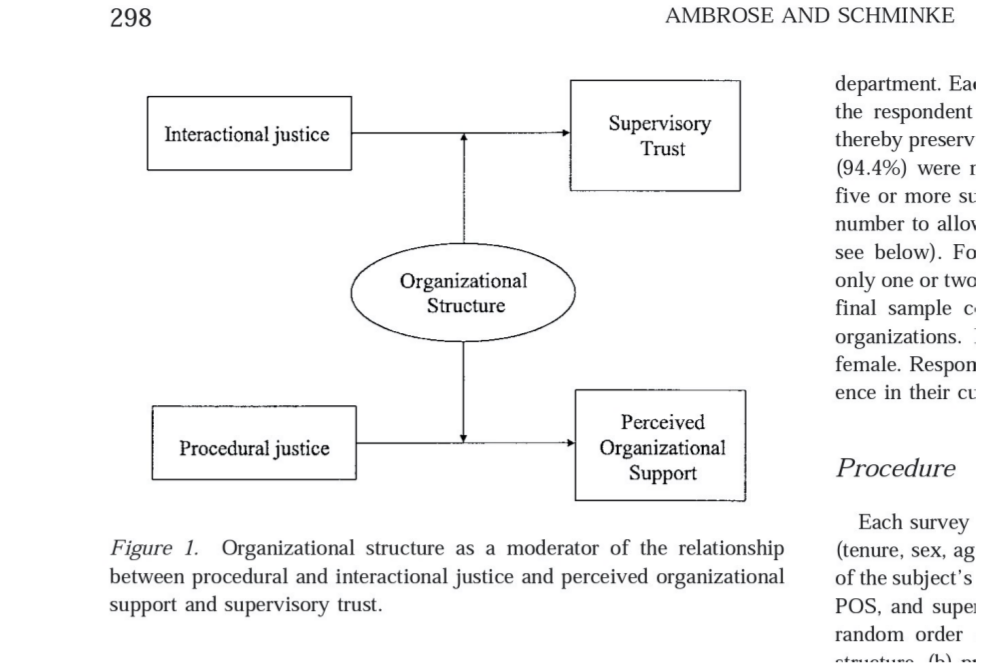 298
AMBROSE AND SCHMINKE
Interactional justice
Supervisory
Trust
Organizational
Structure
Procedural justice
Perceived
Organizational
Support
Figure 1. Organizational structure as a moderator of the relationship
between procedural and interactional justice and perceived organizational
support and supervisory trust.
department.
the respondent
thereby
(94.4%) were
five or more
number to
see below).
only one or two
final sample
organizations.
female.
ence in their
Procedure
Each survey
(tenure, sex,
of the subject's
POS, and
random order
structure, (b)